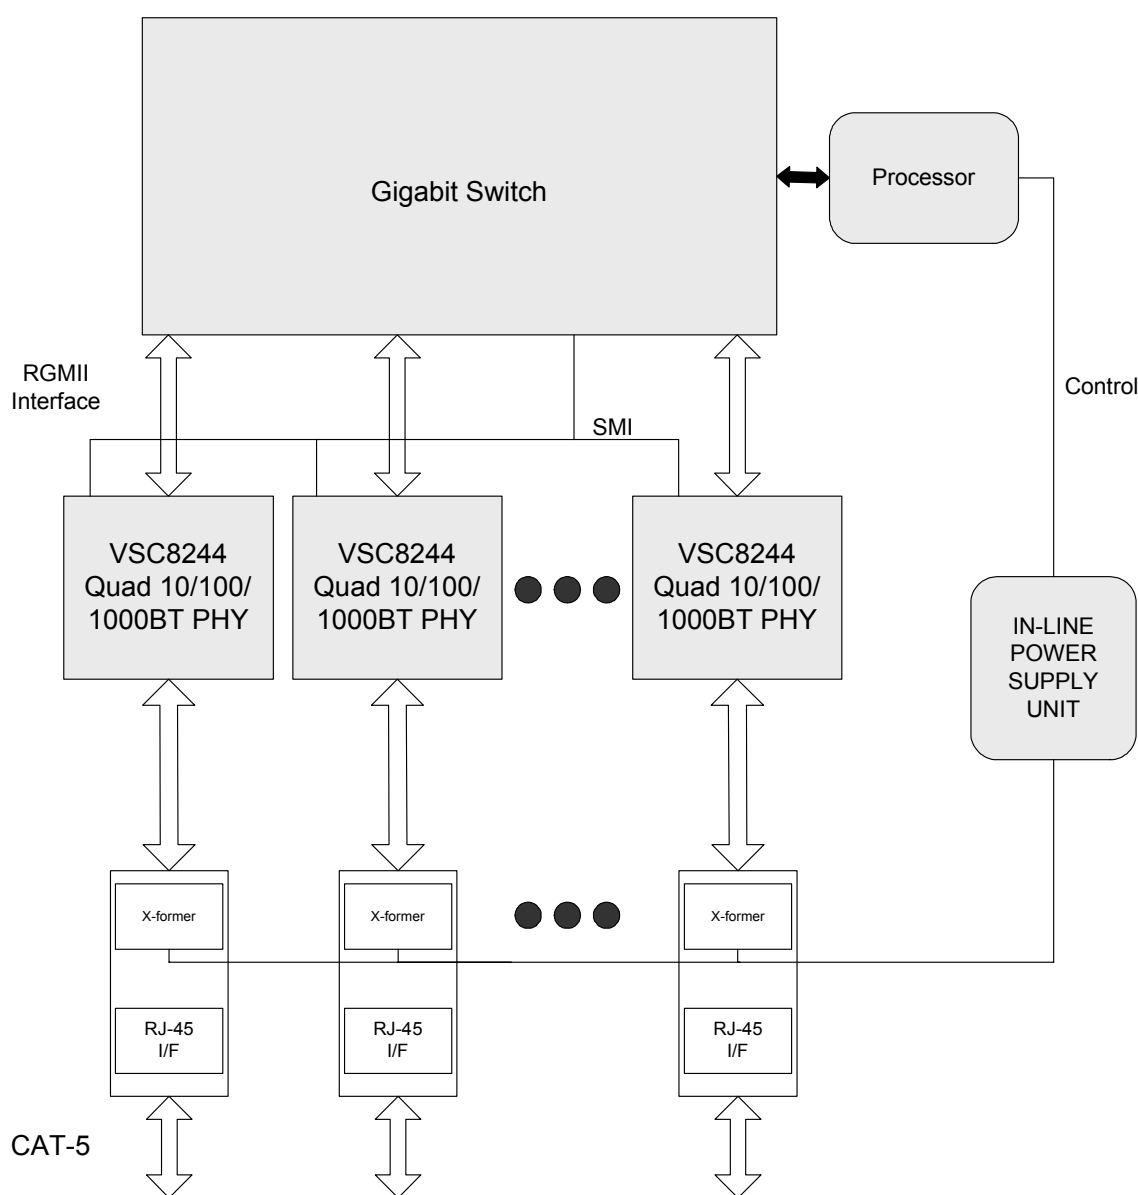 Gigabit Switch
Processor
RGMII
Interface
SMI
Control
VSC8244
Quad 10/100/
1000BT PHY
VSC8244
Quad 10/100/
1000BT PHY
VSC8244
Quad 10/100/
1000BT PHY
IN-LINE
POWER
SUPPLY
UNIT
X-former
X-former
X-former
RJ-45
I/F
RJ-45
I/F
RJ-45
I/F
CAT-5